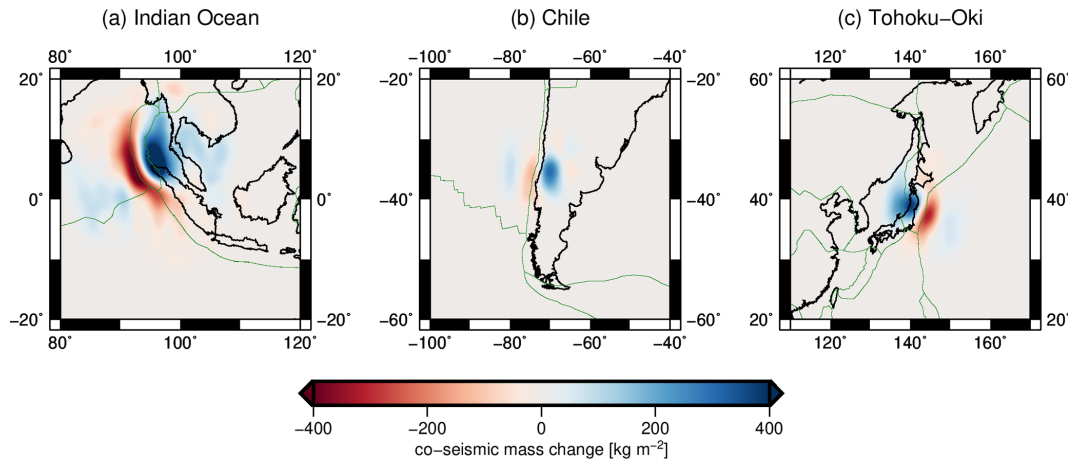 (a) Indian Ocean
(b) Chile
(c) Tohoku−Oki
80˚ 100˚ 120˚
−100 −80 −60 −40
120˚ 140˚ 160˚
20˚ 20˚
−20˚ −20˚
60˚ 60˚
0˚ 0˚
−40˚ −40˚
40˚ 40˚
−20˚ −20˚
−60˚ −60˚
20˚ 20˚
80˚ 100˚ 120˚
−100 −80 −60 −40
120˚ 140˚ 160˚
−400 −200 0 200 400
co−seismic mass change [kg m−2]